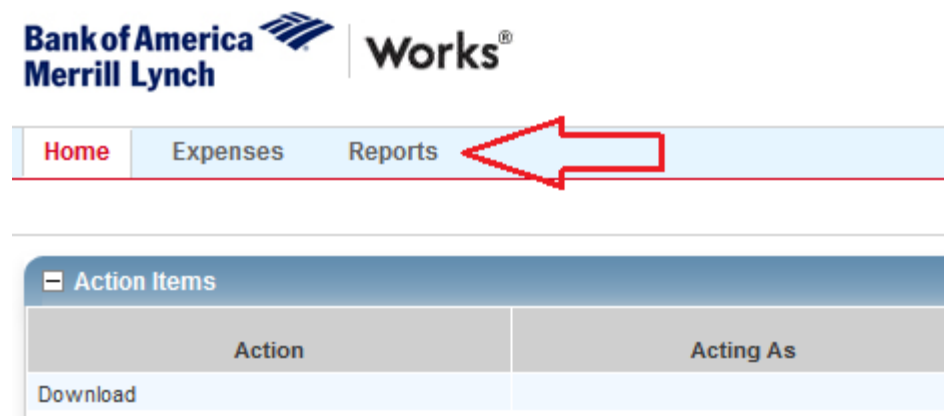 Bank of America
Merrill Lynch
Works®
Home Expenses Reports
Action Items
Action Acting As
Download